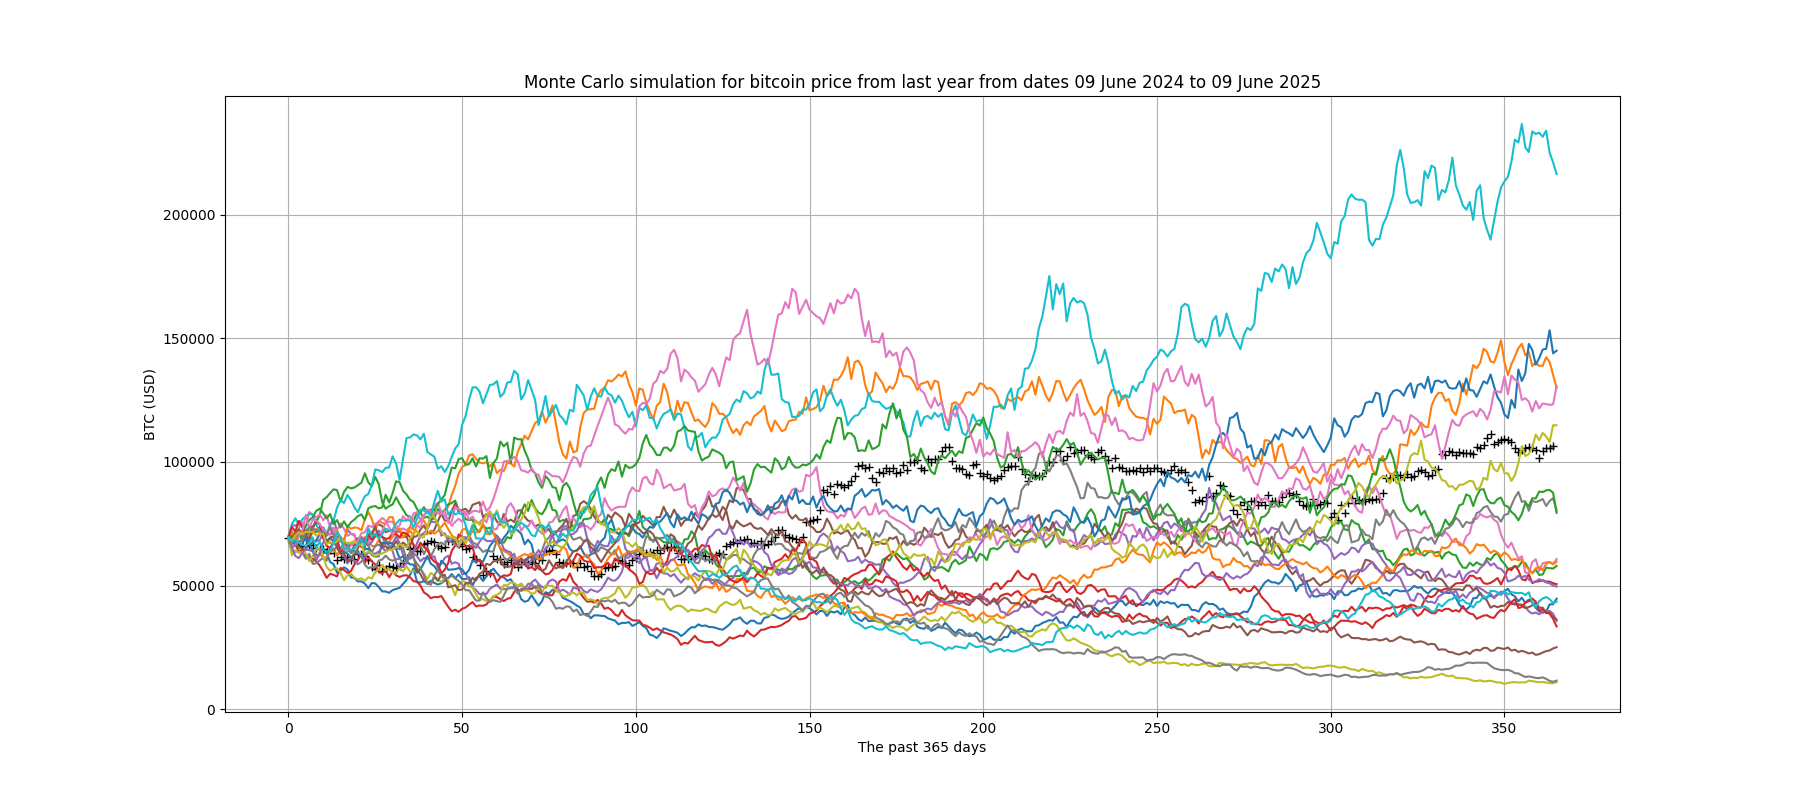 Monte Carlo simulation for bitcoin price from last year from dates 09 June 2024 to 09 June 2025
BTC (USD)
200000
150000
100000
50000
0
0 50 100 150 200 250 300 350
The past 365 days